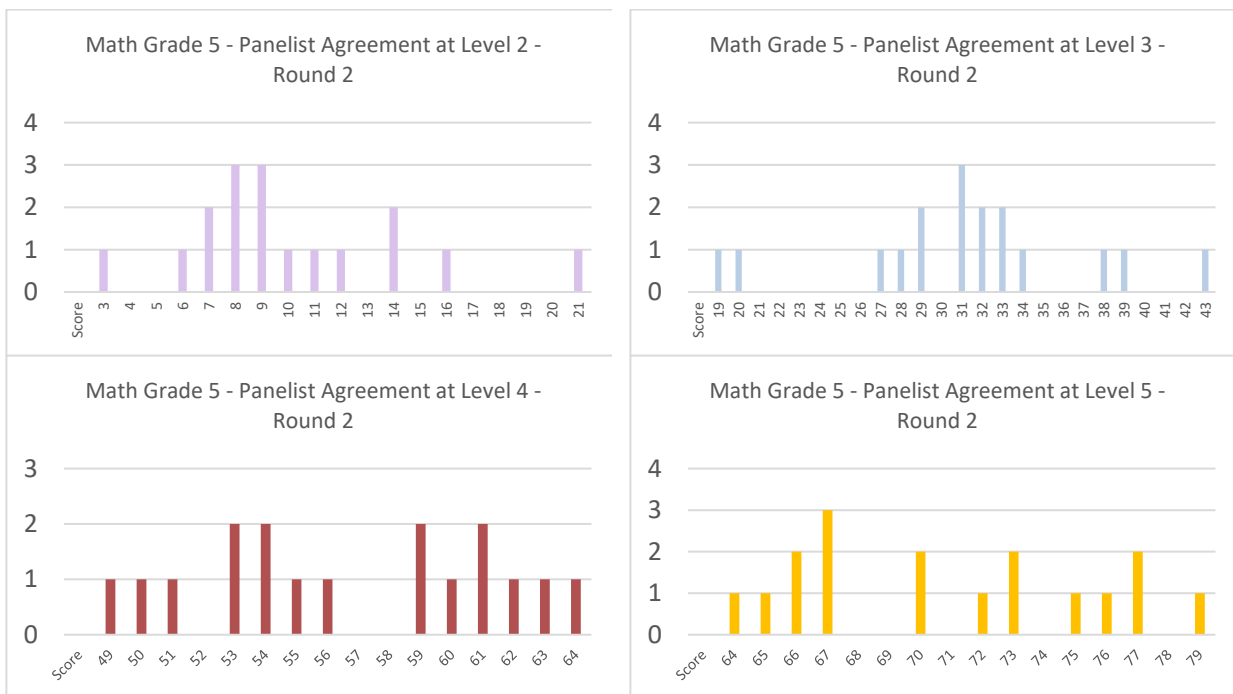 Math Grade 5 - Panelist Agreement at Level 2 -
Round 2
4
3
2
1
0
Score 3 4 5 6 7 8 9 10 11 12 13 14 15 16 17 18 19 20 21
Math Grade 5 - Panelist Agreement at Level 3 -
Round 2
4
3
2
1
0
Score 19 20 21 22 23 24 25 26 27 28 29 30 31 32 33 34 35 36 37 38 39 40 41 42 43
Math Grade 5 - Panelist Agreement at Level 4 -
Round 2
3
2
1
0
Score 49 50 51 52 53 54 55 56 57 58 59 60 61 62 63 64
Math Grade 5 - Panelist Agreement at Level 5 -
Round 2
4
3
2
1
0
Score 64 65 66 67 68 69 70 71 72 73 74 75 76 77 78 79